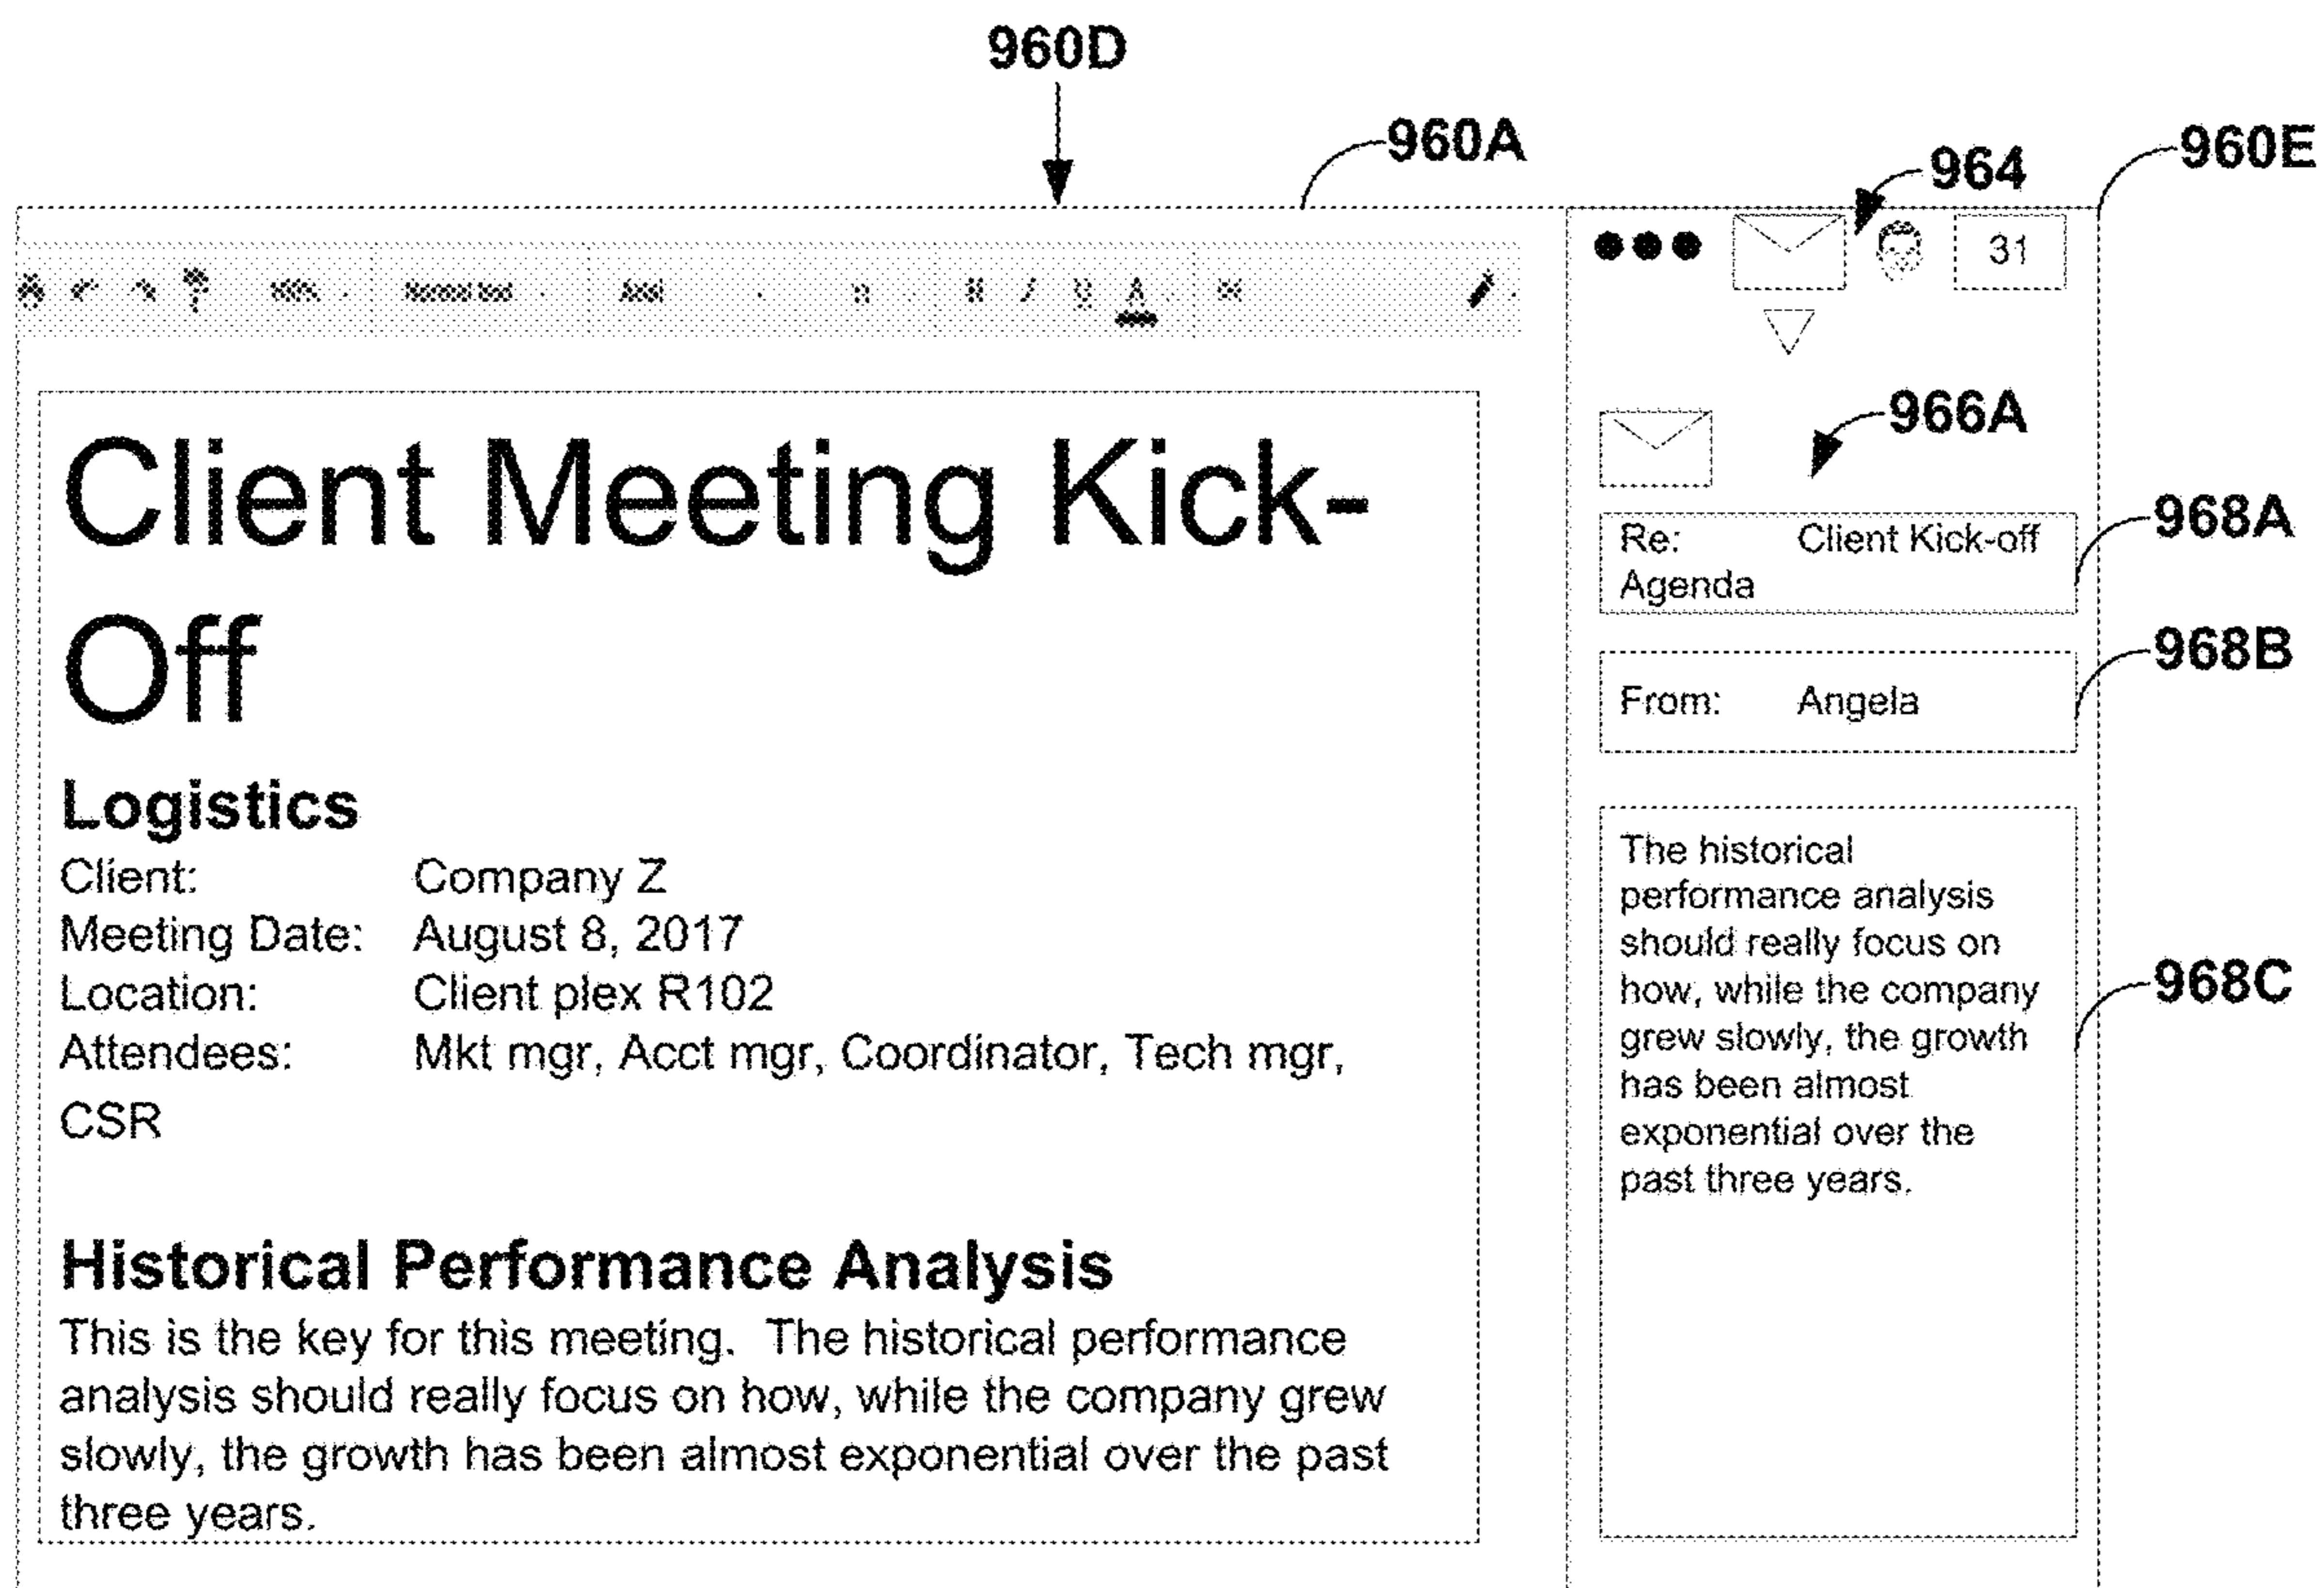 960D
960A
964
960E
31
Client Meeting Kick-
Off
Logistics
Client: Company Z
Meeting Date: August 8, 2017
Location: Client plex R102
Attendees: Mkt mgr, Acct mgr, Coordinator, Tech mgr,
CSR
Historical Performance Analysis
This is the key for this meeting. The historical performance
analysis should really focus on how, while the company grew
slowly, the growth has been almost exponential over the past
three years.
966A
Re: Client Kick-off
Agenda
968A
From: Angela
968B
The historical
performance analysis
should really focus on
how, while the company
grew slowly, the growth
has been almost
exponential over the
past three years.
968C